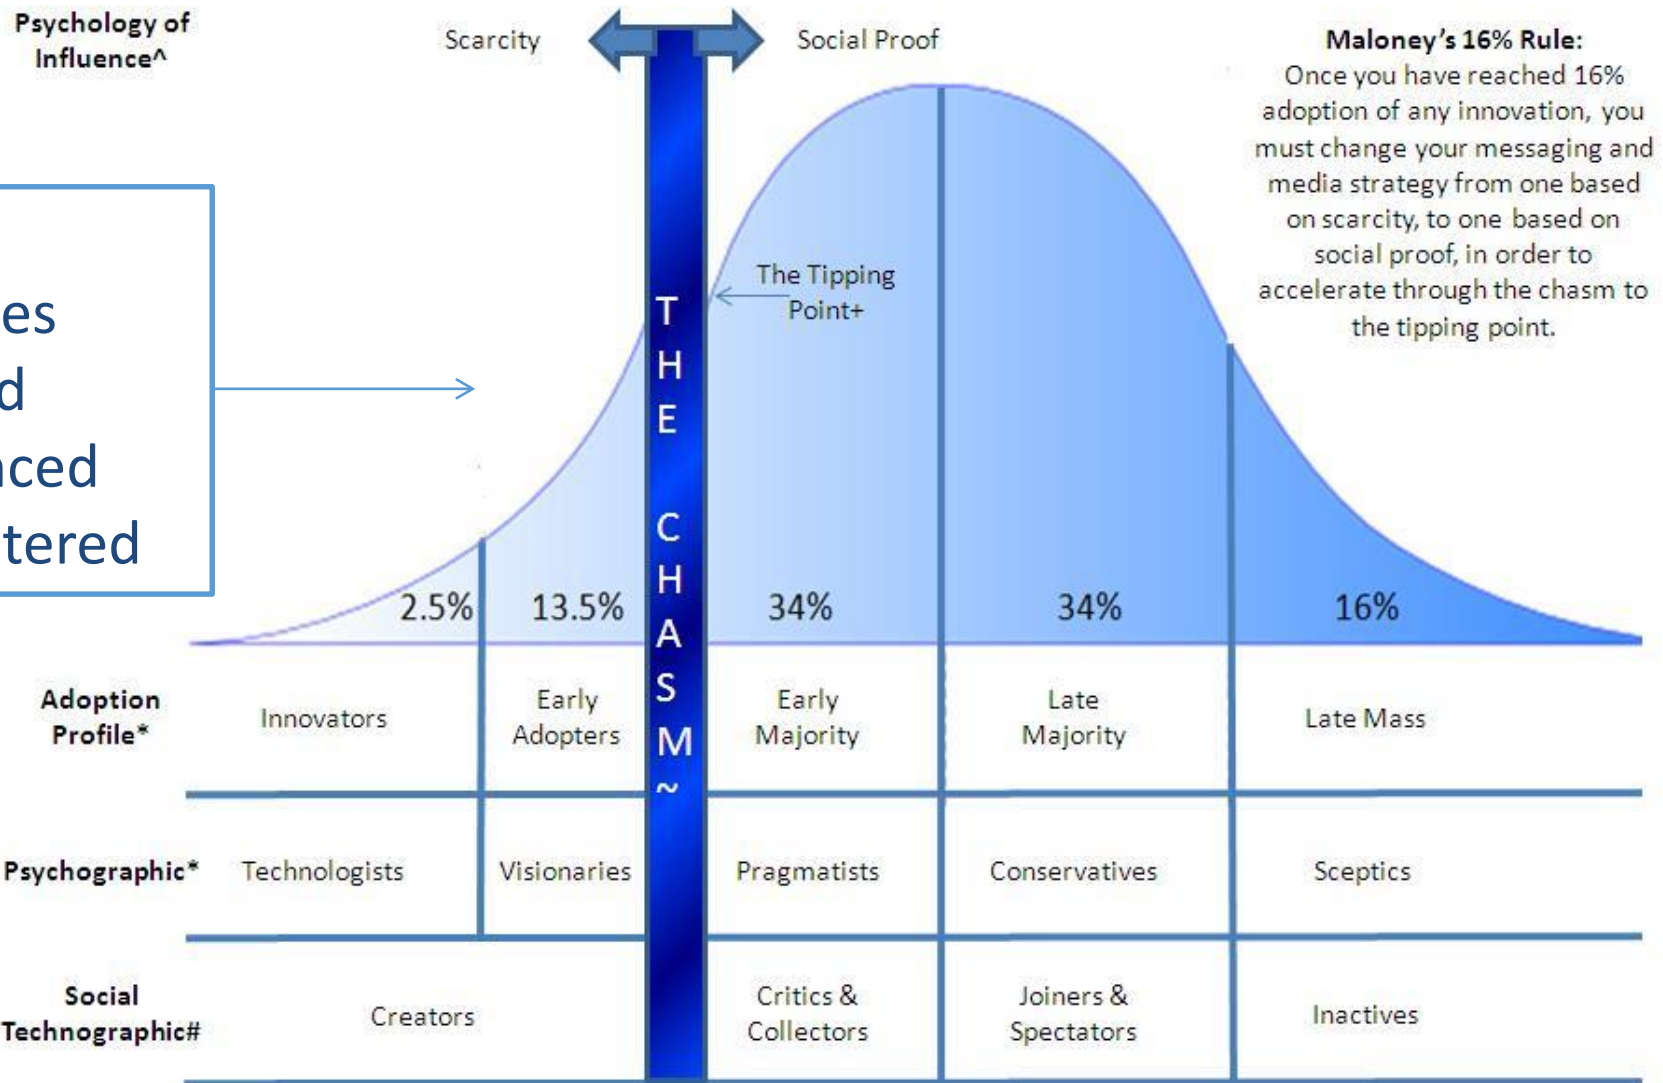 Psychology of
Influence^
Scarcity
Social Proof
Maloney's 16% Rule:
Once you have reached 16%
adoption of any innovation, you
must change your messaging and
media strategy from one based
on scarcity, to one based on
social proof, in order to
accelerate through the chasm to
the tipping point.
The Tipping
Point+
THE CHASM~
2.5%
13.5%
34%
34%
16%
Adoption
Profile*
Innovators
Early
Adopters
Early
Majority
Late
Majority
Late Mass
Psychographic*
Technologists
Visionaries
Pragmatists
Conservatives
Sceptics
Social
Technographic#
Creators
Critics &
Collectors
Joiners &
Spectators
Inactives